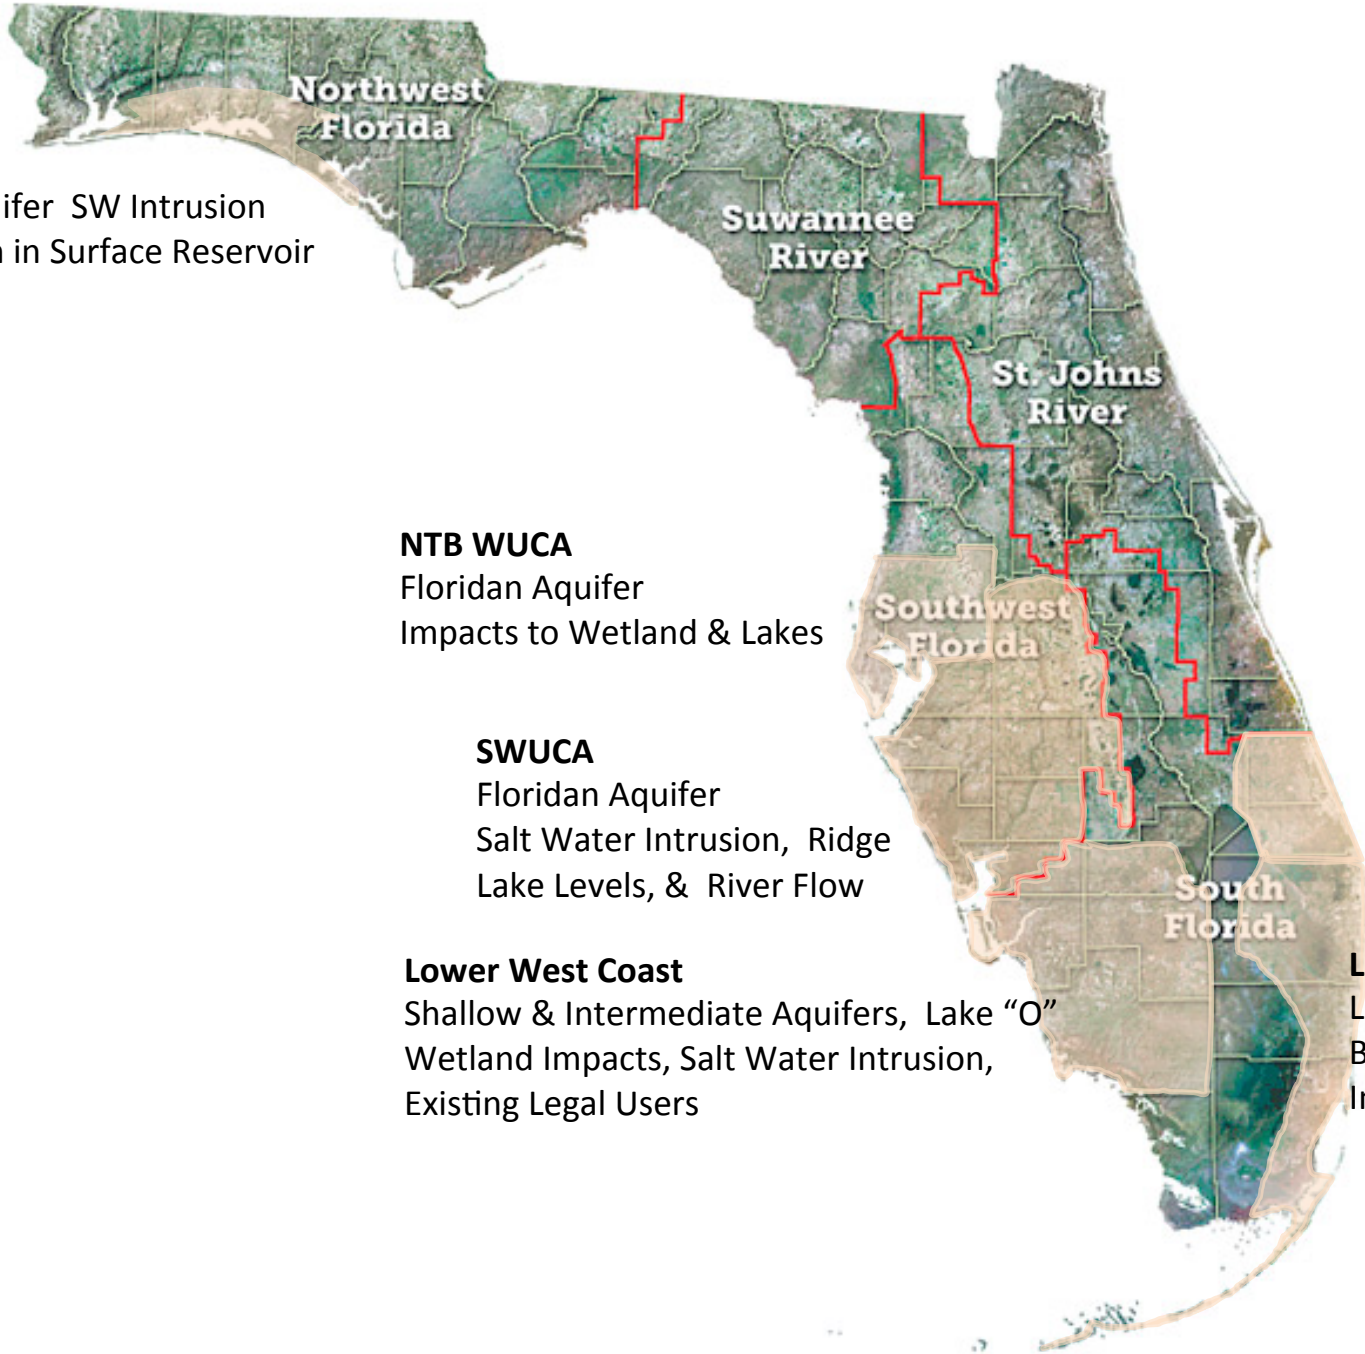 Northwest
Florida
ifer SW Intrusion
in Surface Reservoir
Suwannee
River
St. Johns
River
NTB WUCA
Floridan Aquifer
Impacts to Wetland & Lakes
Southwest
Florida
SWUCA
Floridan Aquifer
Salt Water Intrusion, Ridge
Lake Levels, & River Flow
South
Florida
Lower West Coast
Shallow & Intermediate Aquifers, Lake “O”
Wetland Impacts, Salt Water Intrusion,
Existing Legal Users
L
L
B
In